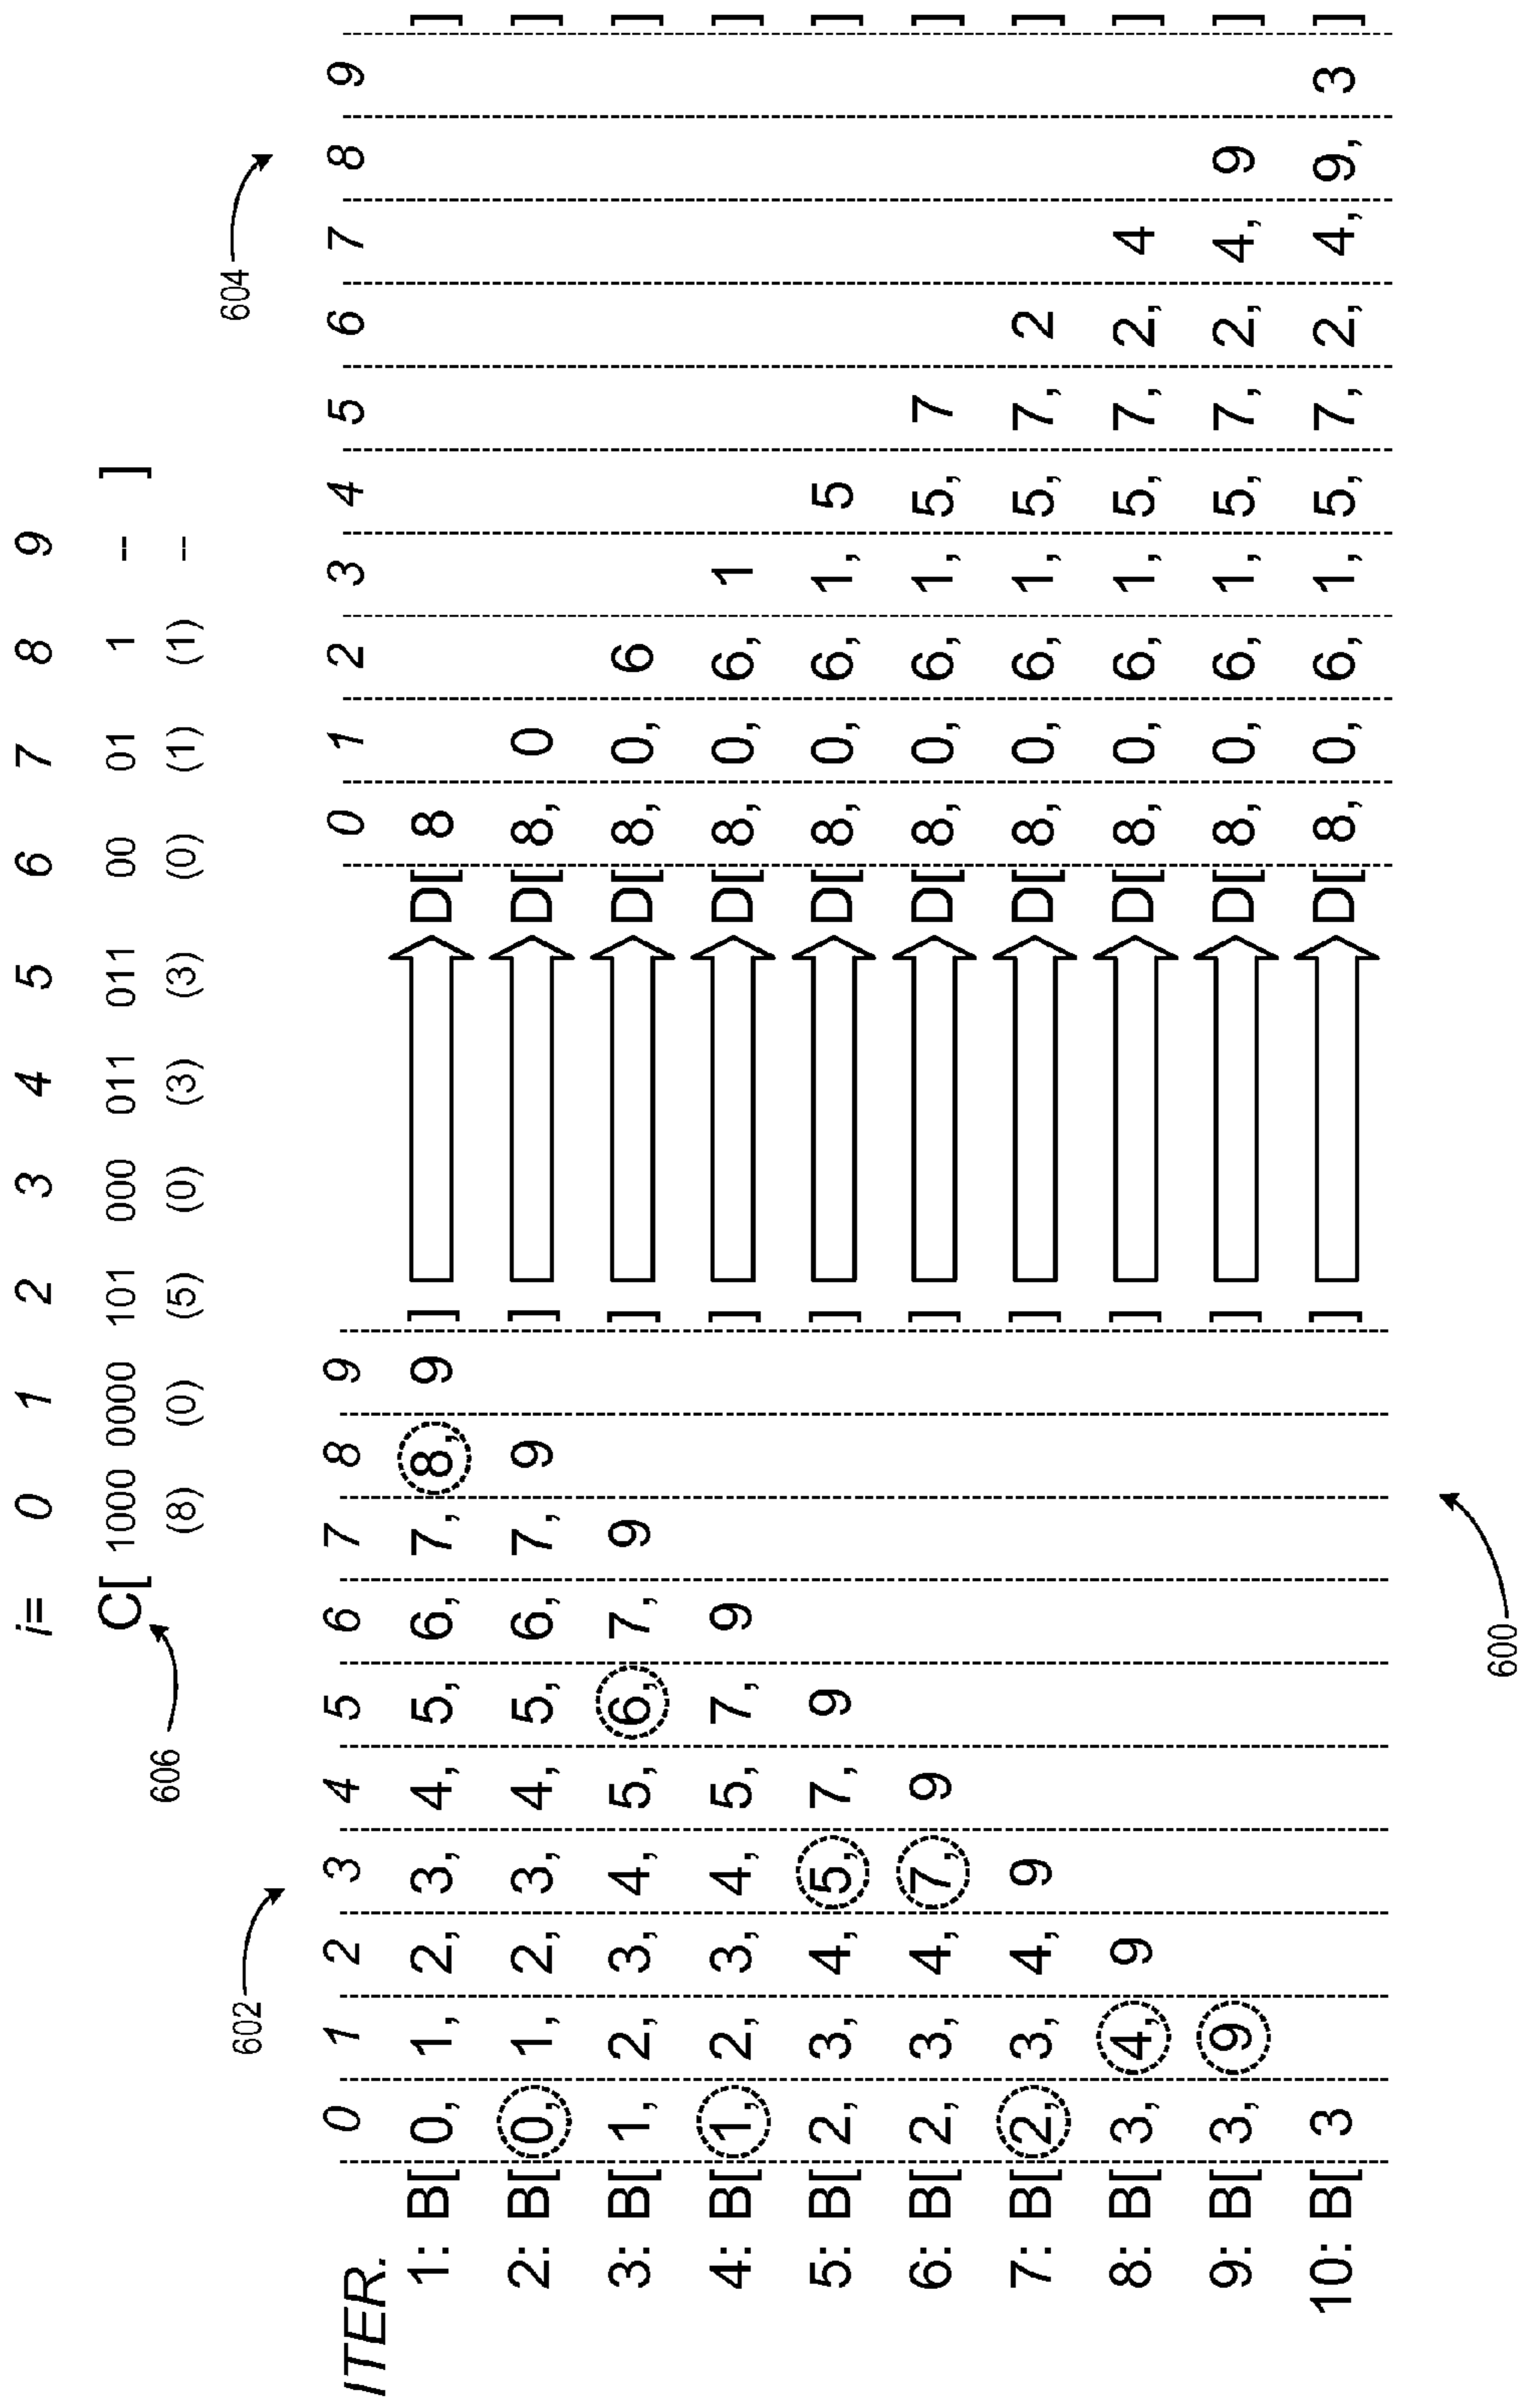 i= 0 1 2 3 4 5 6 7 8 9
C[ 1000 0000 101 000 011 011 00 01 1 -- ]
(8) (0) (5) (0) (3) (3) (0) (1) (1) --
606
602
604
ITER. 0 1 2 3 4 5 6 7 8 9 0 1 2 3 4 5 6 7 8 9
1: B[ 0, 1, 2, 3, 4, 5, 6, 7, 8, 9 ] D[ 8 ]
2: B[ 0, 1, 2, 3, 4, 5, 6, 7, 9 ] D[ 8, 0 ]
3: B[ 1, 2, 3, 4, 5, 6, 7, 9 ] D[ 8, 0, 6 ]
4: B[ 1, 2, 3, 4, 5, 7, 9 ] D[ 8, 0, 6, 1 ]
5: B[ 2, 3, 4, 5, 7, 9 ] D[ 8, 0, 6, 1, 5 ]
6: B[ 2, 3, 4, 7, 9 ] D[ 8, 0, 6, 1, 5, 7 ]
7: B[ 2, 3, 4, 9 ] D[ 8, 0, 6, 1, 5, 7, 2 ]
8: B[ 3, 4, 9 ] D[ 8, 0, 6, 1, 5, 7, 2, 4 ]
9: B[ 3, 9 ] D[ 8, 0, 6, 1, 5, 7, 2, 4, 9 ]
10: B[ 3 ] D[ 8, 0, 6, 1, 5, 7, 2, 4, 9, 3 ]
600